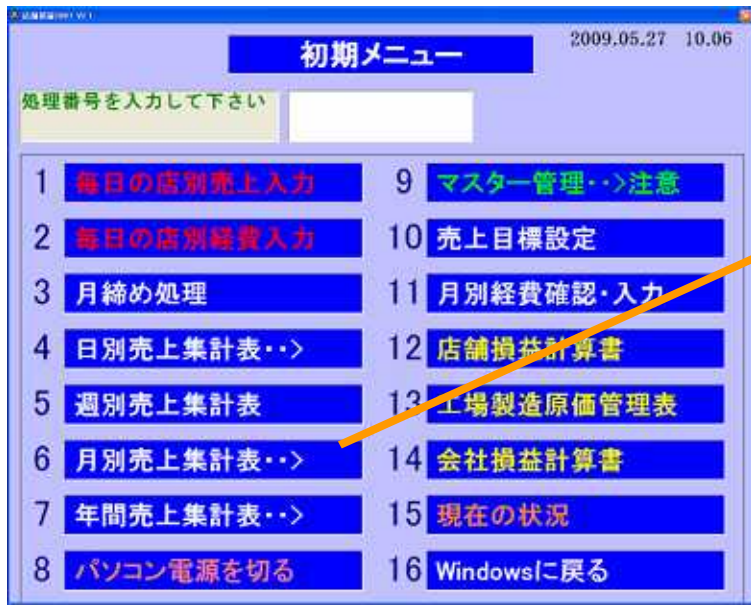 初期メニュー
2009.05.27 10.06
処理番号を入力して下さい
1 毎日の店別売上入力
2 毎日の店別経費入力
3 月締め処理
4 日別売上集計表・・>
5 週別売上集計表
6 月別売上集計表・・>
7 年間売上集計表・・>
8 パソコン電源を切る
9 マスター管理・・>注意
10 売上目標設定
11 月別経費確認・入力
12 店舗損益計算書
13 工場製造原価管理表
14 会社損益計算書
15 現在の状況
16 Windowsに戻る